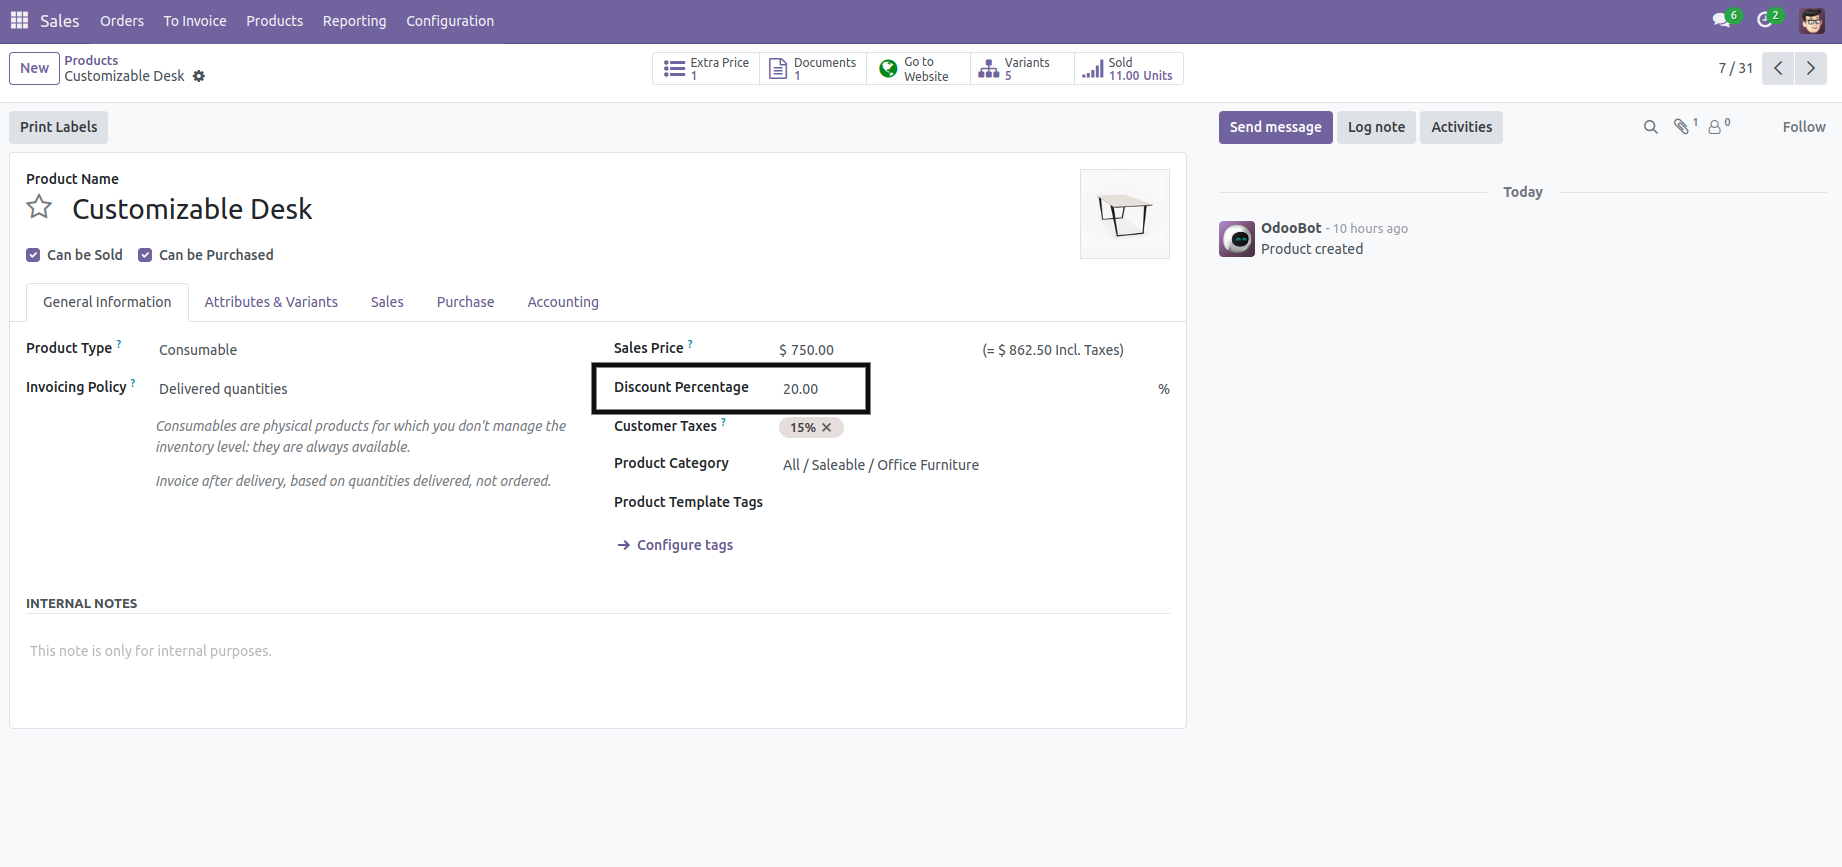 Sales Orders To Invoice Products Reporting Configuration 6 2
New Products
Customizable Desk
Extra Price
1
Documents
1
Go to
Website
Variants
5
Sold
11.00 Units
7 / 31
Print Labels
Send message Log note Activities 1 0 Follow
Product Name
Customizable Desk
Can be Sold Can be Purchased
General Information Attributes & Variants Sales Purchase Accounting
Product Type ? Consumable
Invoicing Policy ? Delivered quantities
Consumables are physical products for which you don't manage the
inventory level: they are always available.
Invoice after delivery, based on quantities delivered, not ordered.
Sales Price ? $ 750.00 (= $ 862.50 Incl. Taxes)
Discount Percentage 20.00 %
Customer Taxes ? 15% ✕
Product Category All / Saleable / Office Furniture
Product Template Tags
→ Configure tags
INTERNAL NOTES
This note is only for internal purposes.
Today
OdooBot - 10 hours ago
Product created